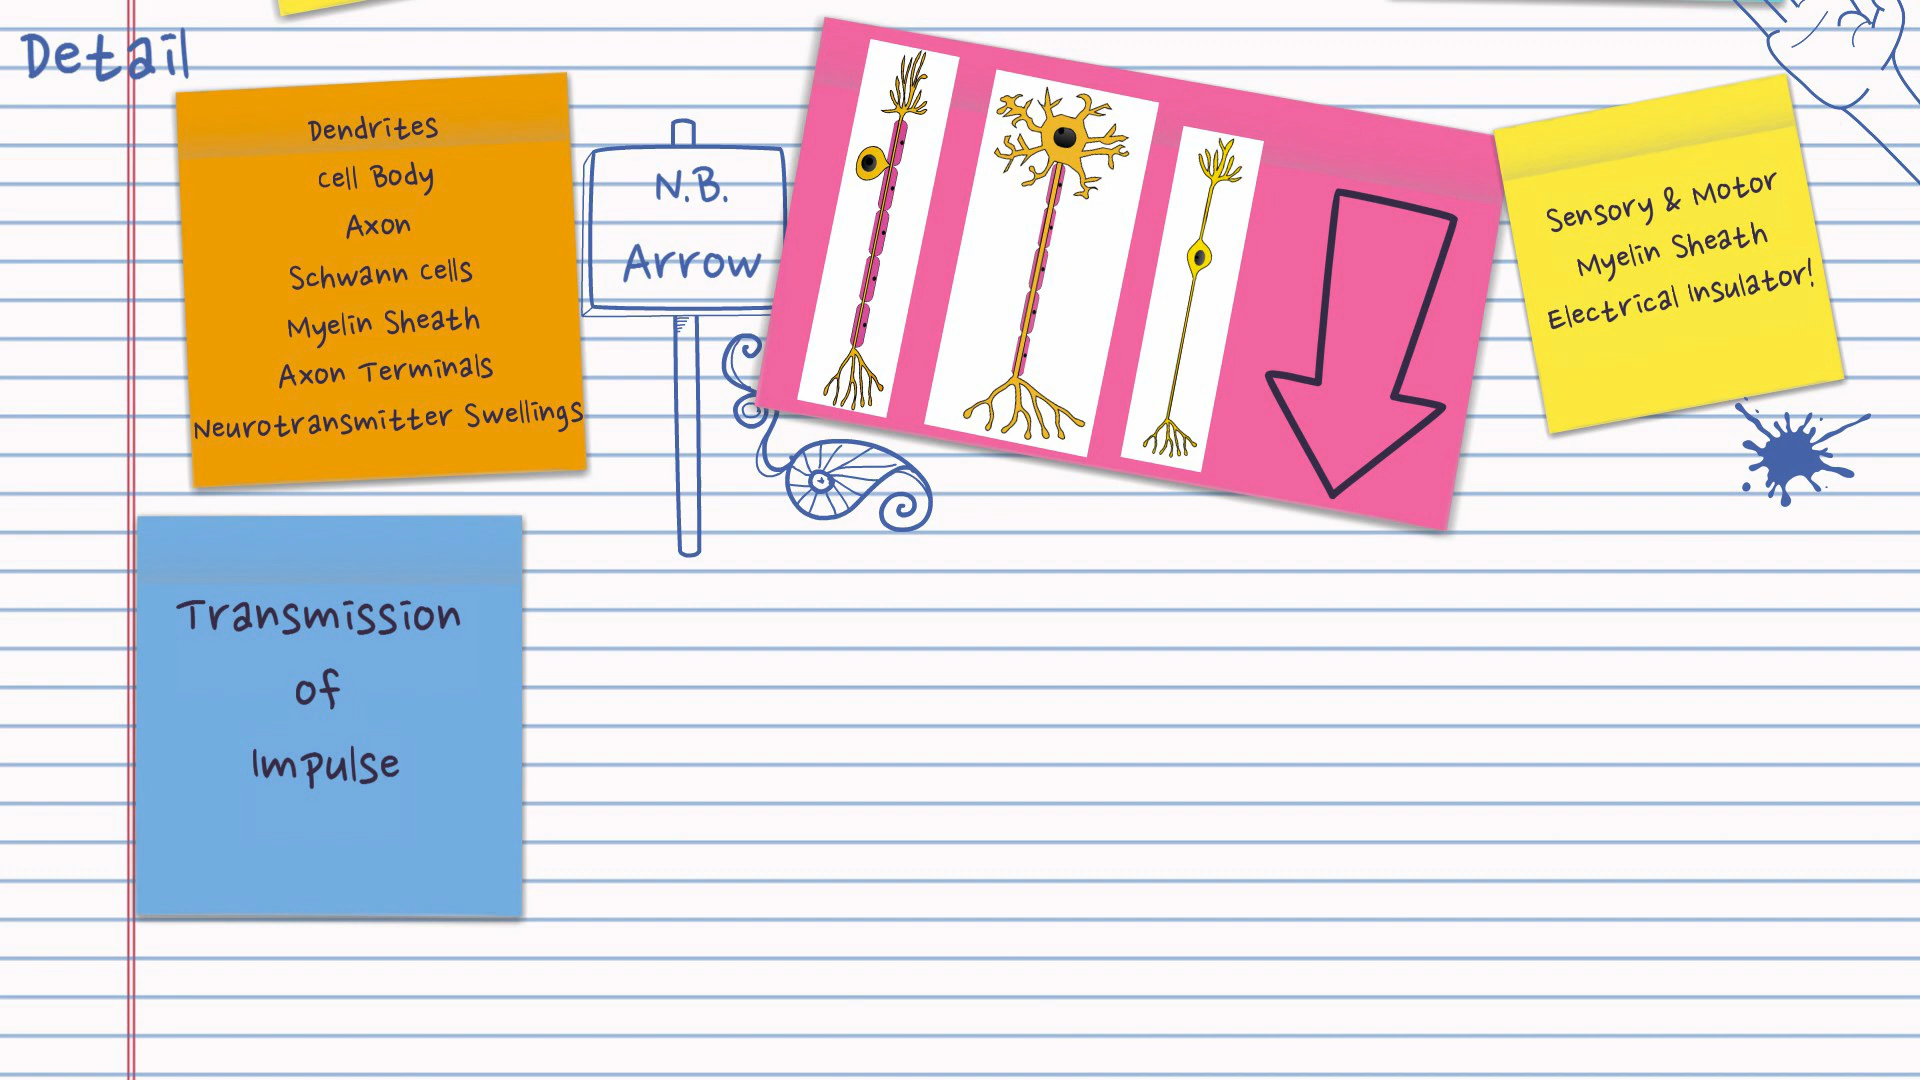 Detail
Dendrites
Cell Body
Axon
Schwann Cells
Myelin Sheath
Axon Terminals
Neurotransmitter Swellings
N.B.
Arrow
Sensory & Motor
Myelin Sheath
Electrical Insulator!
Transmission
of
Impulse